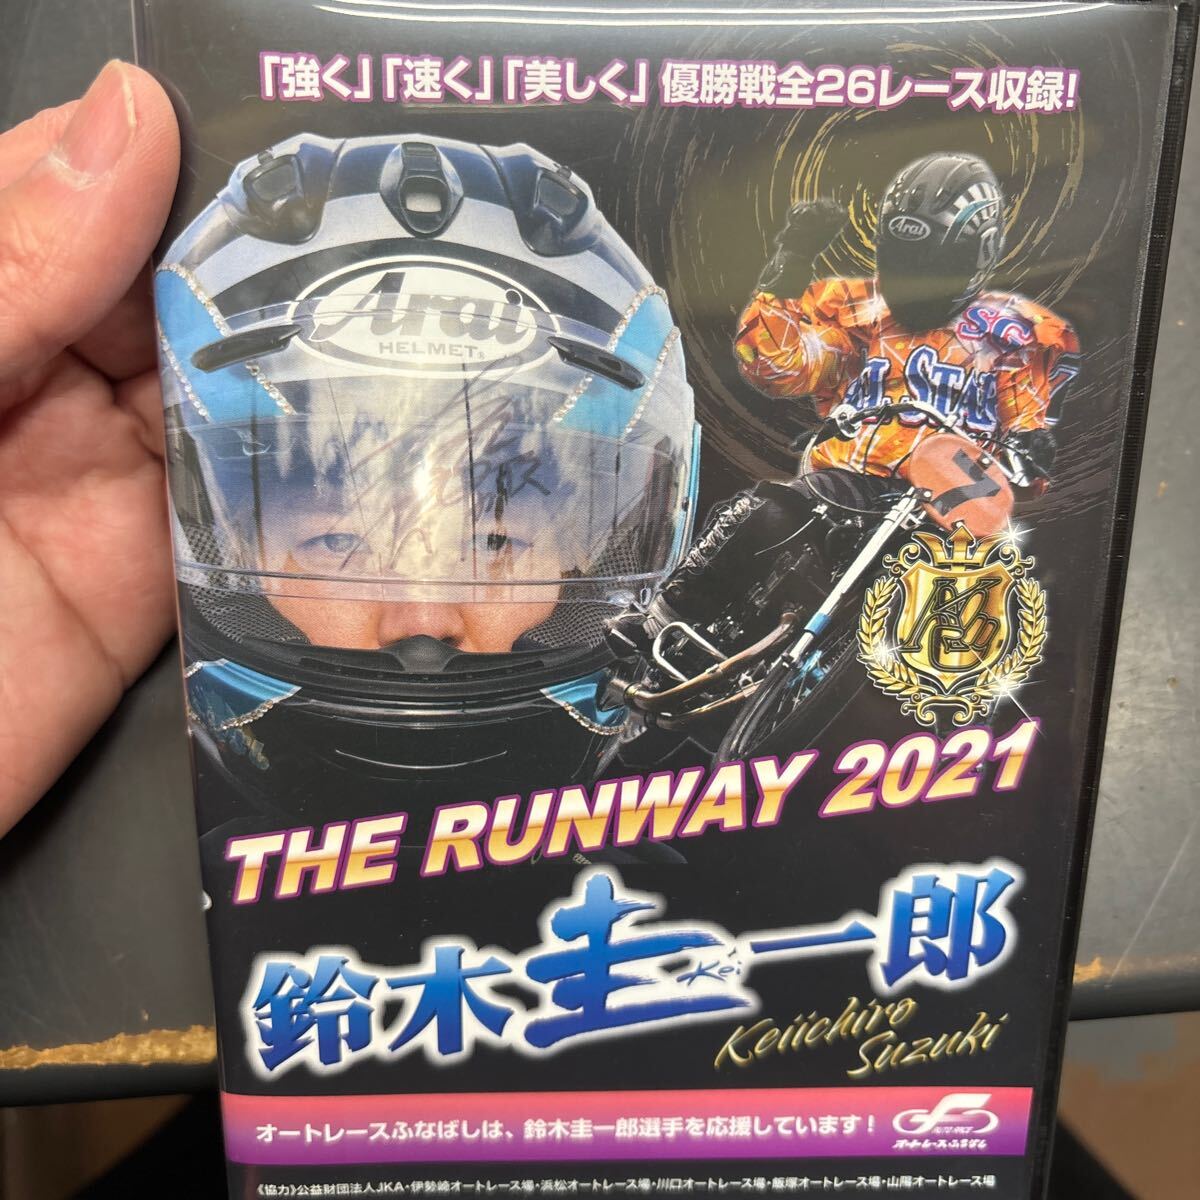 「強く」「速く」「美しく」優勝戦全26レース収録!
Arai
HELMET
Arai
SG
ALL STAR
THE RUNWAY 2021
鈴木圭一郎
Kei
Keiichiro
Suzuki
オートレースふなばしは、鈴木圭一郎選手を応援しています!
AUTO RACE
オートレースふなばし
《協力》公益財団法人JKA・伊勢崎オートレース場・浜松オートレース場・川口オートレース場・飯塚オートレース場・山陽オートレース場